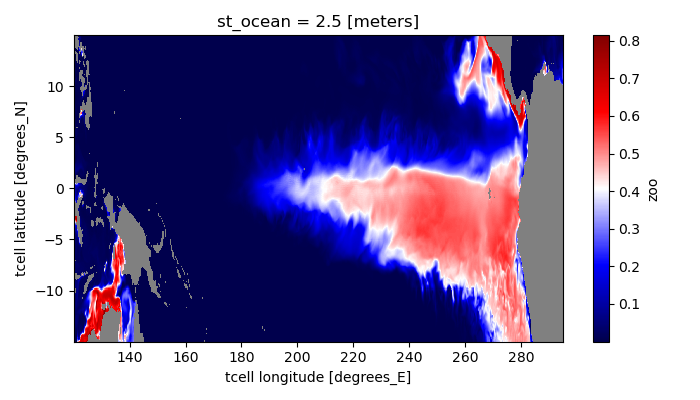 st_ocean = 2.5 [meters]
tcell latitude [degrees_N]
10
5
0
−5
−10
140 160 180 200 220 240 260 280
tcell longitude [degrees_E]
0.8
0.7
0.6
0.5
0.4
0.3
0.2
0.1
zoo